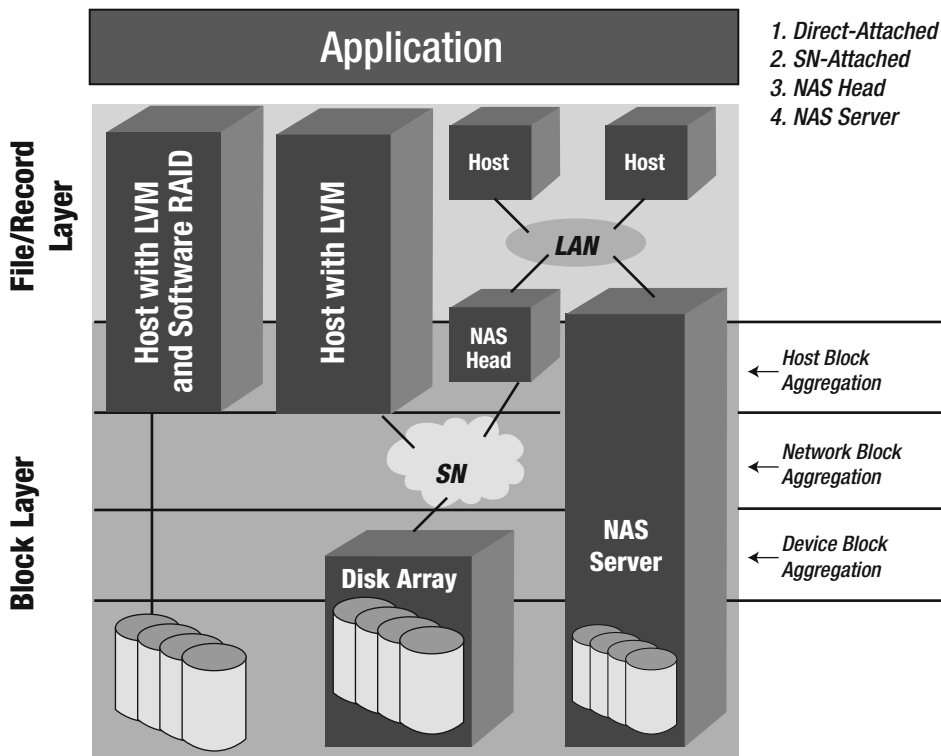 Application
1. Direct-Attached
2. SN-Attached
3. NAS Head
4. NAS Server
File/Record
Layer
Host with LVM
and Software RAID
Host with LVM
Host
Host
LAN
NAS
Head
Host Block
Aggregation
Block Layer
SN
Network Block
Aggregation
NAS
Server
Disk Array
Device Block
Aggregation